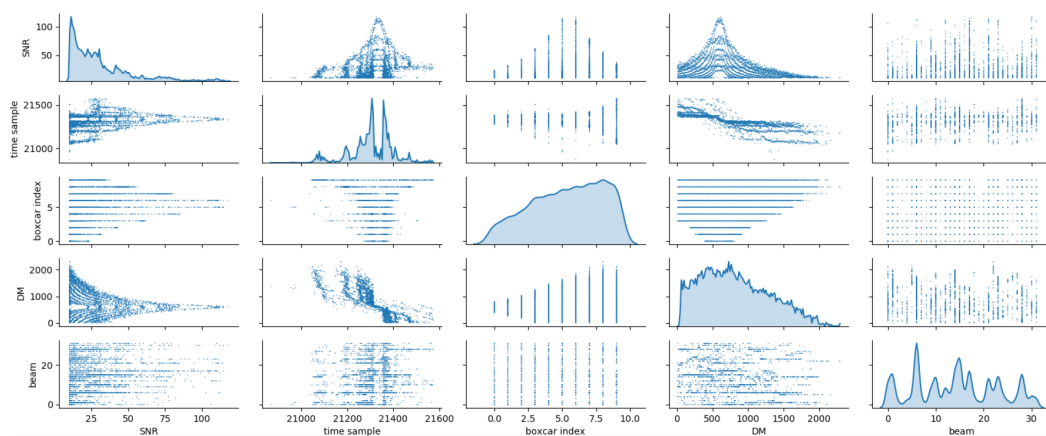 SNR
100
50
time sample
21500
21000
boxcar index
5
0
DM
2000
1000
0
beam
20
0
25 50 75 100
SNR
21000 21200 21400 21600
time sample
0.0 2.5 5.0 7.5 10.0
boxcar index
0 500 1000 1500 2000
DM
0 10 20 30
beam